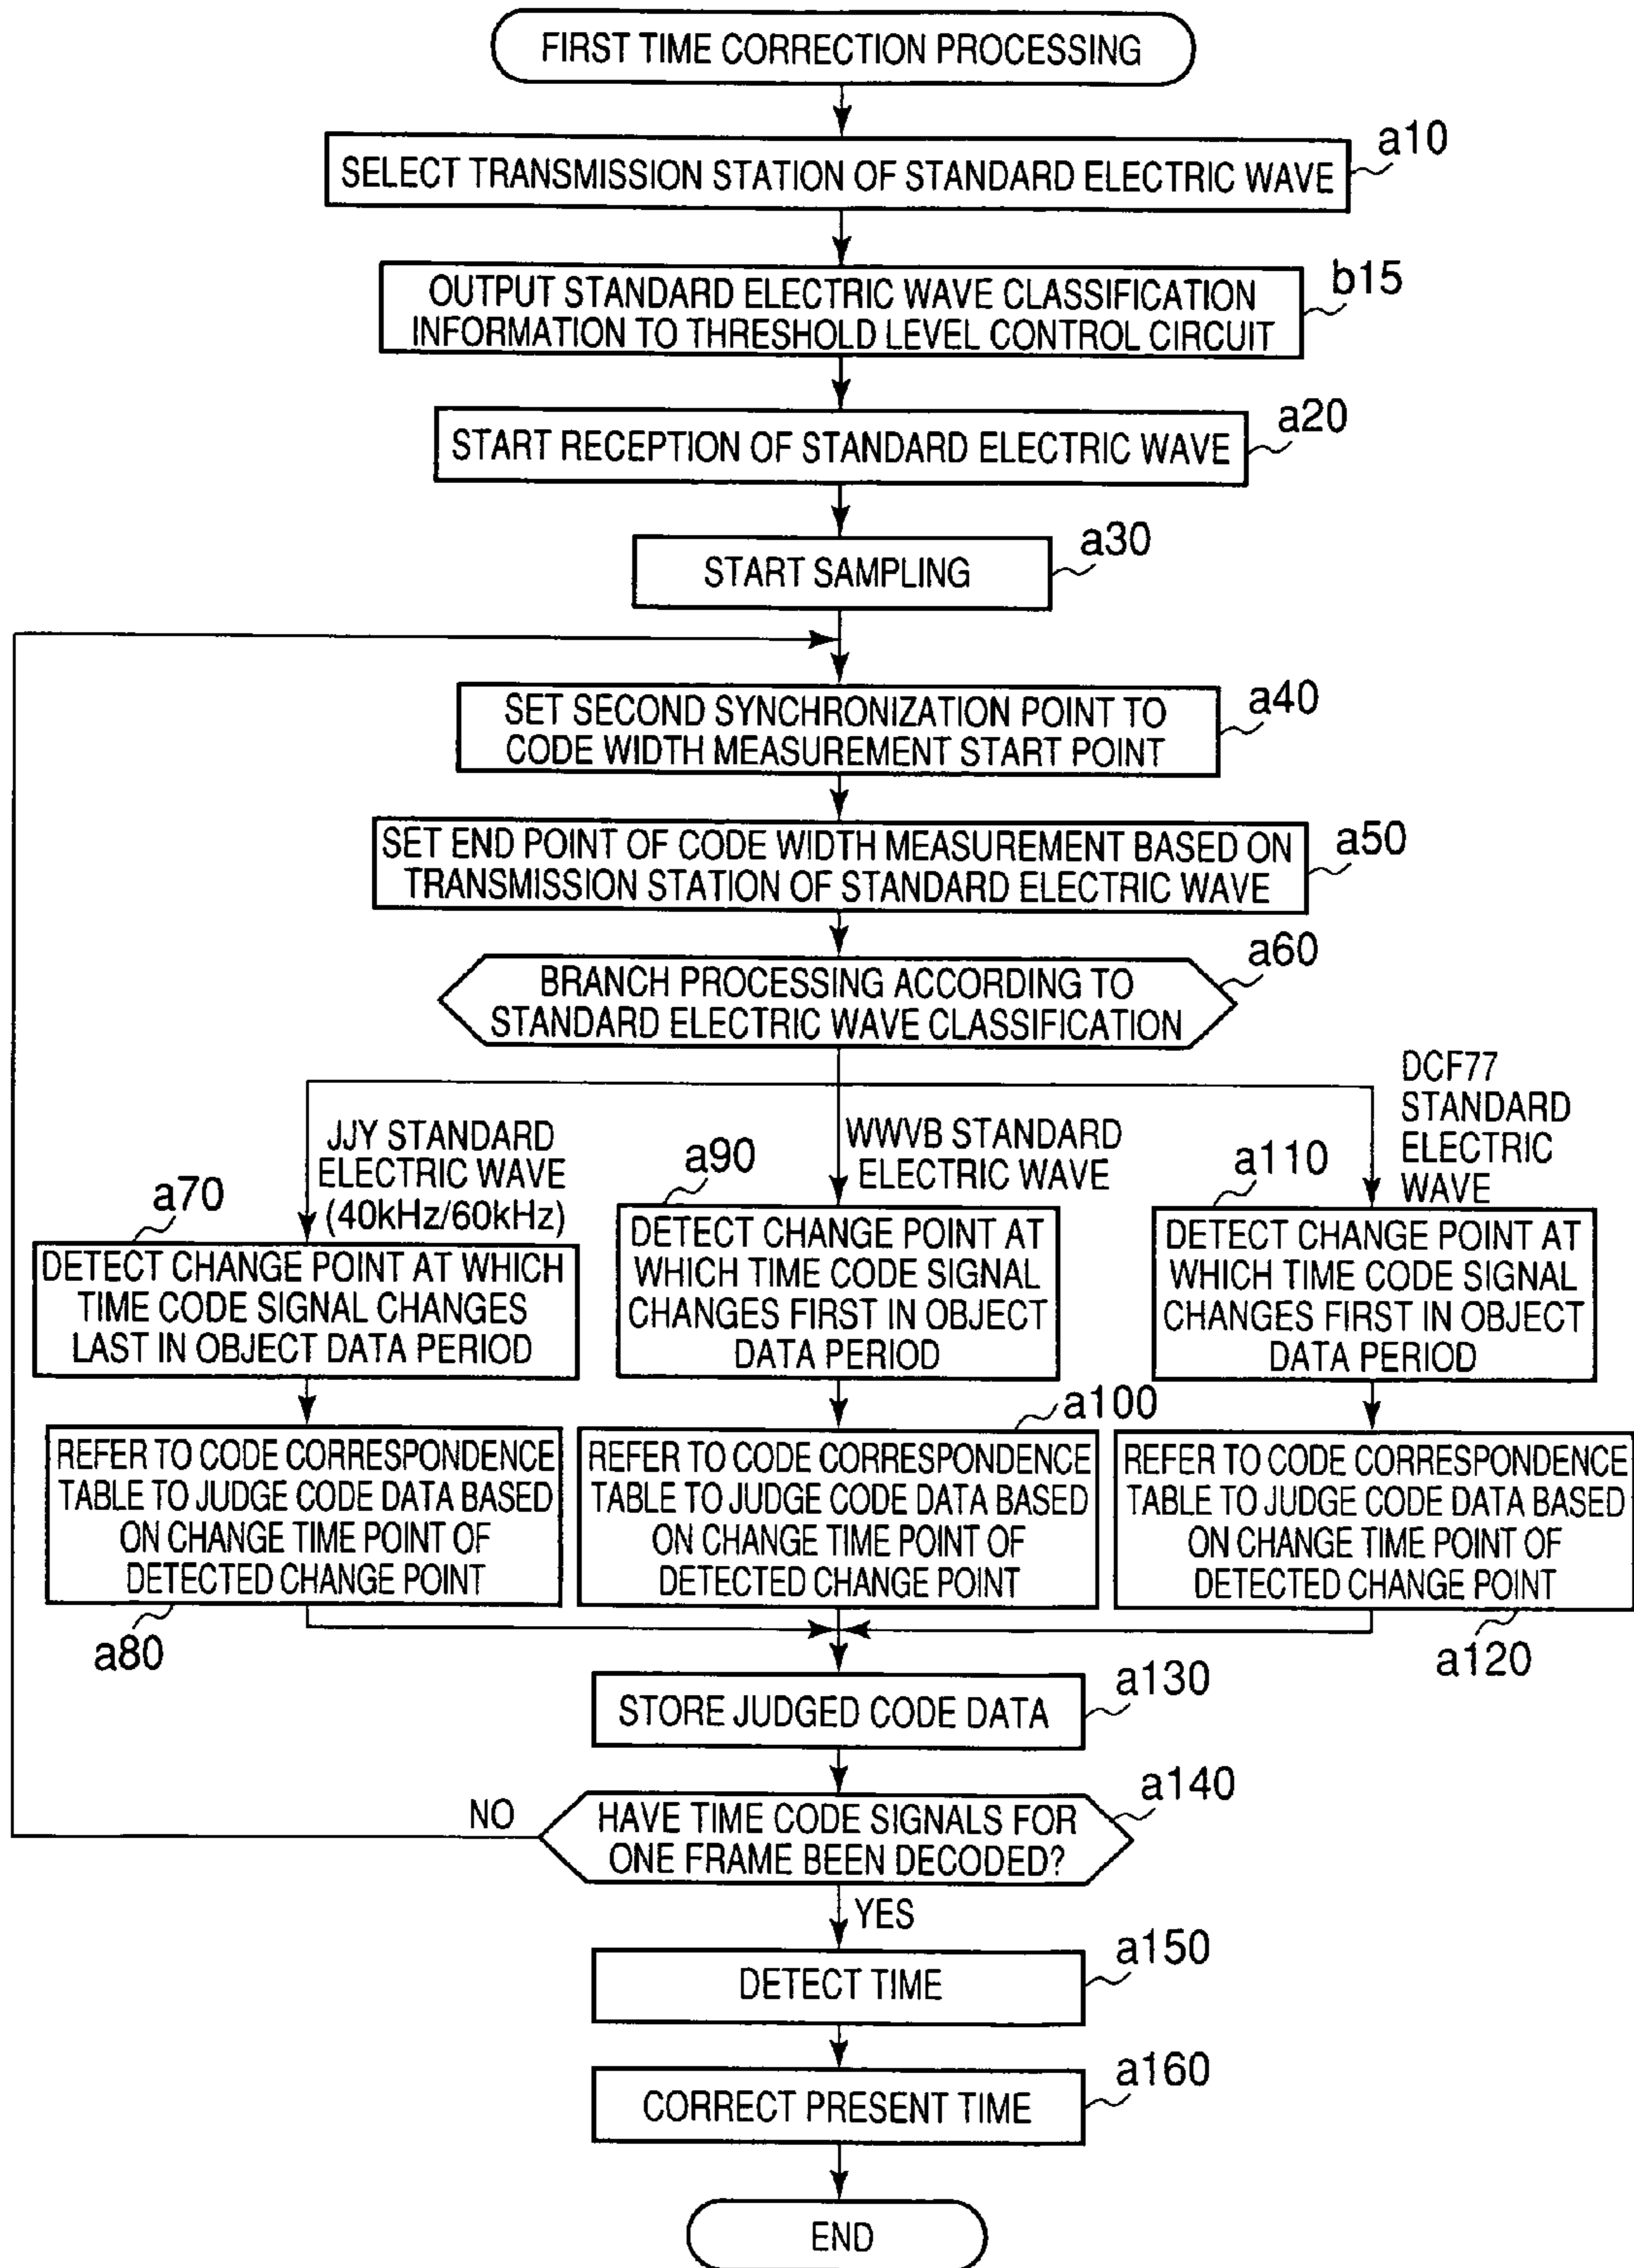 FIRST TIME CORRECTION PROCESSING
a10
SELECT TRANSMISSION STATION OF STANDARD ELECTRIC WAVE
b15
OUTPUT STANDARD ELECTRIC WAVE CLASSIFICATION
INFORMATION TO THRESHOLD LEVEL CONTROL CIRCUIT
a20
START RECEPTION OF STANDARD ELECTRIC WAVE
a30
START SAMPLING
a40
SET SECOND SYNCHRONIZATION POINT TO
CODE WIDTH MEASUREMENT START POINT
a50
SET END POINT OF CODE WIDTH MEASUREMENT BASED ON
TRANSMISSION STATION OF STANDARD ELECTRIC WAVE
a60
BRANCH PROCESSING ACCORDING TO
STANDARD ELECTRIC WAVE CLASSIFICATION
JJY STANDARD
ELECTRIC WAVE
(40kHz/60kHz)
a70
DETECT CHANGE POINT AT WHICH
TIME CODE SIGNAL CHANGES
LAST IN OBJECT DATA PERIOD
REFER TO CODE CORRESPONDENCE
TABLE TO JUDGE CODE DATA BASED
ON CHANGE TIME POINT OF
DETECTED CHANGE POINT
a80
WWVB STANDARD
ELECTRIC WAVE
a90
DETECT CHANGE POINT AT
WHICH TIME CODE SIGNAL
CHANGES FIRST IN OBJECT
DATA PERIOD
a100
REFER TO CODE CORRESPONDENCE
TABLE TO JUDGE CODE DATA BASED
ON CHANGE TIME POINT OF
DETECTED CHANGE POINT
DCF77
STANDARD
ELECTRIC
WAVE
a110
DETECT CHANGE POINT AT
WHICH TIME CODE SIGNAL
CHANGES FIRST IN OBJECT
DATA PERIOD
REFER TO CODE CORRESPONDENCE
TABLE TO JUDGE CODE DATA BASED
ON CHANGE TIME POINT OF
DETECTED CHANGE POINT
a120
a130
STORE JUDGED CODE DATA
a140
HAVE TIME CODE SIGNALS FOR
ONE FRAME BEEN DECODED?
NO
YES
a150
DETECT TIME
a160
CORRECT PRESENT TIME
END